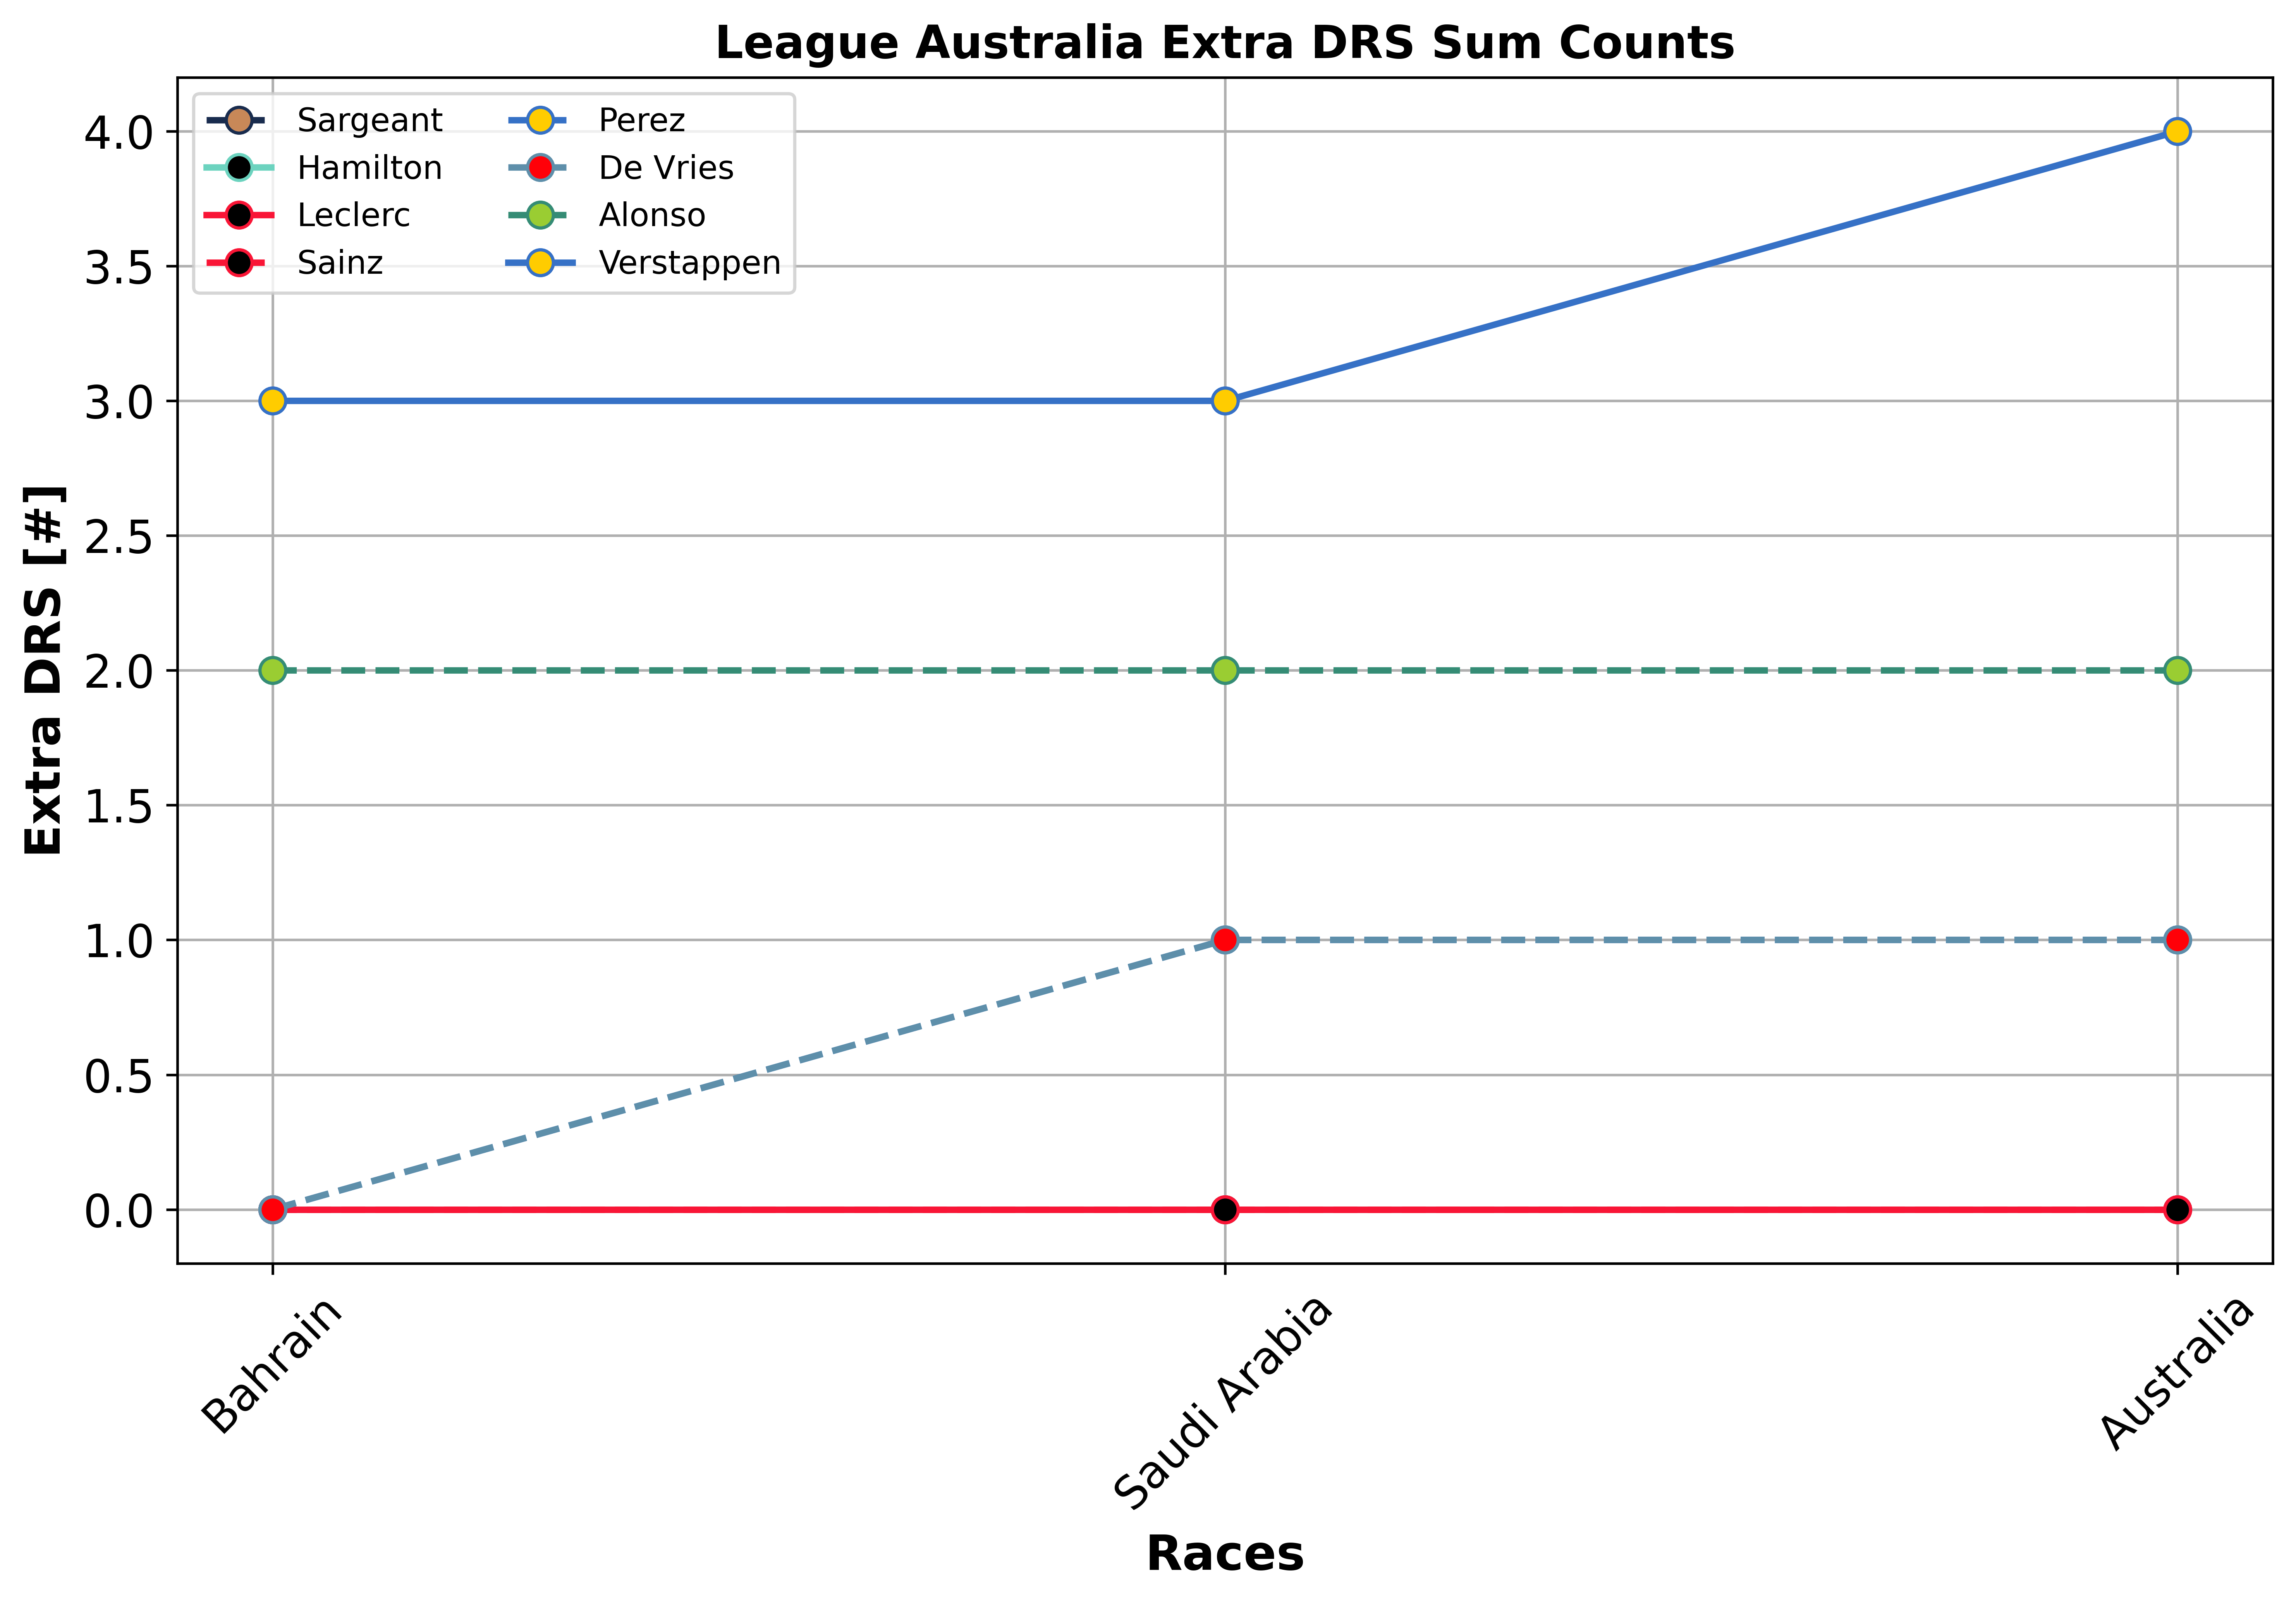 League Australia Extra DRS Sum Counts
Sargeant
Hamilton
Leclerc
Sainz
Perez
De Vries
Alonso
Verstappen
4.0
3.5
3.0
2.5
2.0
1.5
1.0
0.5
0.0
Extra DRS [#]
Bahrain
Saudi Arabia
Australia
Races